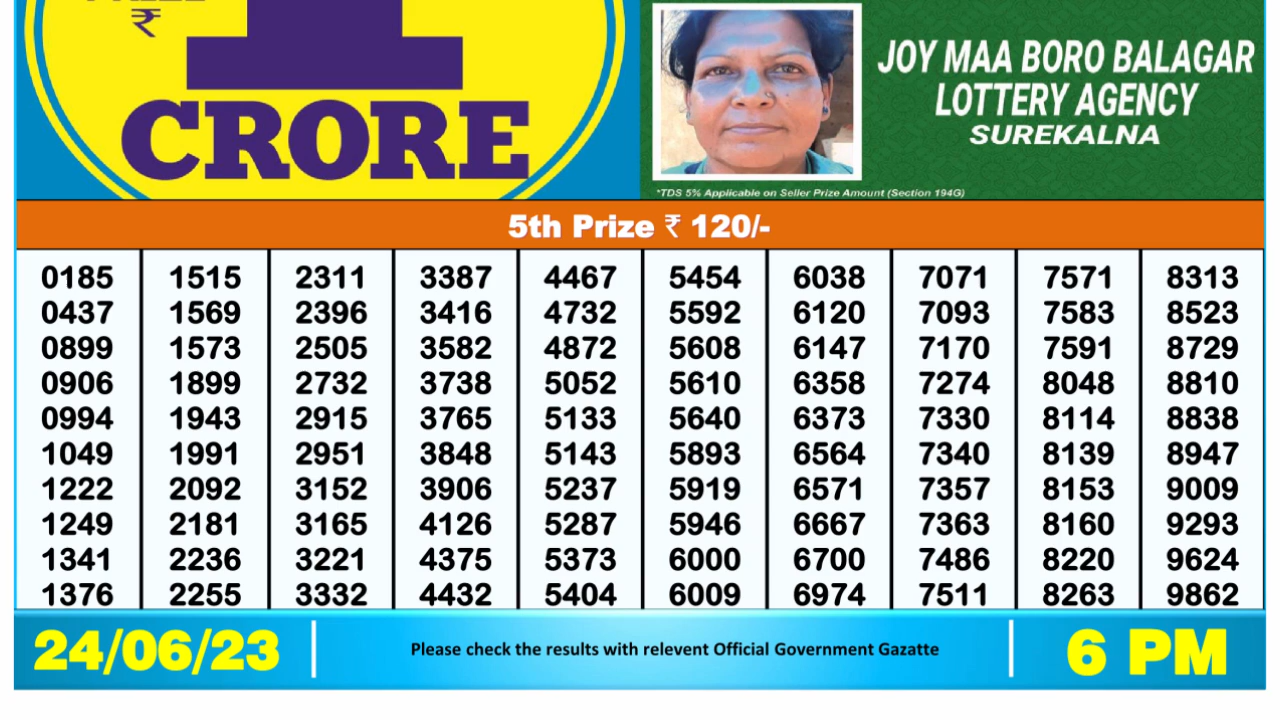 ₹
CRORE
JOY MAA BORO BALAGAR
LOTTERY AGENCY
SUREKALNA
*TDS 5% Applicable on Seller Prize Amount (Section 194G)
5th Prize ₹ 120/-
0185 1515 2311 3387 4467 5454 6038 7071 7571 8313
0437 1569 2396 3416 4732 5592 6120 7093 7583 8523
0899 1573 2505 3582 4872 5608 6147 7170 7591 8729
0906 1899 2732 3738 5052 5610 6358 7274 8048 8810
0994 1943 2915 3765 5133 5640 6373 7330 8114 8838
1049 1991 2951 3848 5143 5893 6564 7340 8139 8947
1222 2092 3152 3906 5237 5919 6571 7357 8153 9009
1249 2181 3165 4126 5287 5946 6667 7363 8160 9293
1341 2236 3221 4375 5373 6000 6700 7486 8220 9624
1376 2255 3332 4432 5404 6009 6974 7511 8263 9862
24/06/23 Please check the results with relevent Official Government Gazatte 6 PM